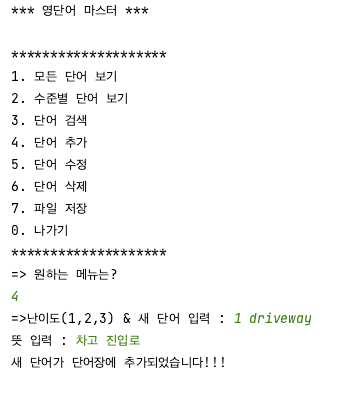 *** 영단어 마스터 ***
********************
1. 모든 단어 보기
2. 수준별 단어 보기
3. 단어 검색
4. 단어 추가
5. 단어 수정
6. 단어 삭제
7. 파일 저장
0. 나가기
********************
=> 원하는 메뉴는?
4
=>난이도(1,2,3) & 새 단어 입력 : 1 driveway
뜻 입력 : 차고 진입로
새 단어가 단어장에 추가되었습니다!!!